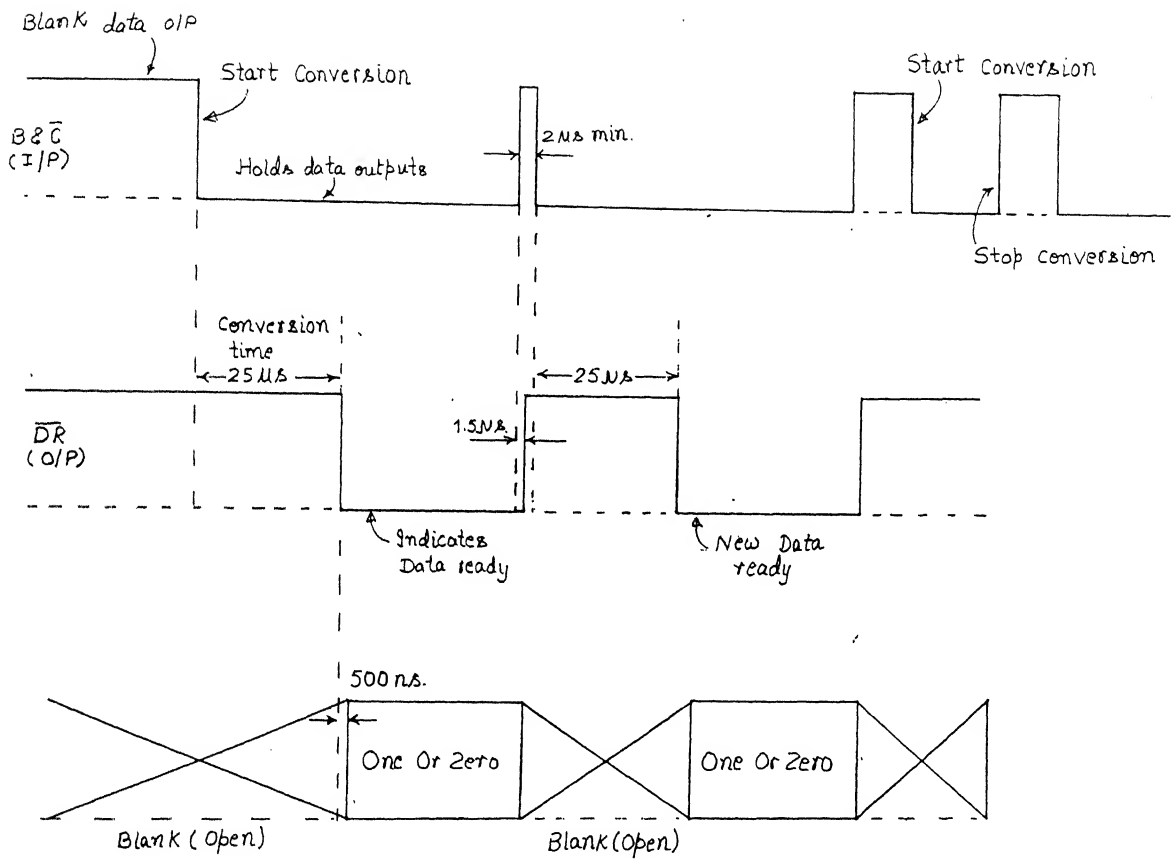 Blank data O/P
Start Conversion
Start Conversion
B & C̅
(I/P)
2 µs min.
Holds data outputs
Stop Conversion
Conversion
time
25 µs
25 µs
D̅R̅
(O/P)
1.5 µs.
Indicates
Data ready
New Data
ready
500 ns.
One Or Zero
One Or Zero
Blank (Open)
Blank (Open)